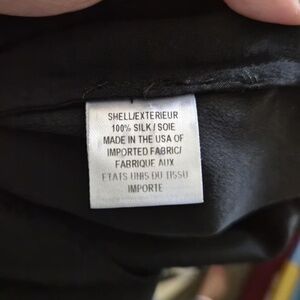 SHELL/EXTERIEUR
100% SILK / SOIE
MADE IN THE USA OF
IMPORTED FABRIC/
FABRIQUE AUX
ETATS UNIS DU TISSU
IMPORTE